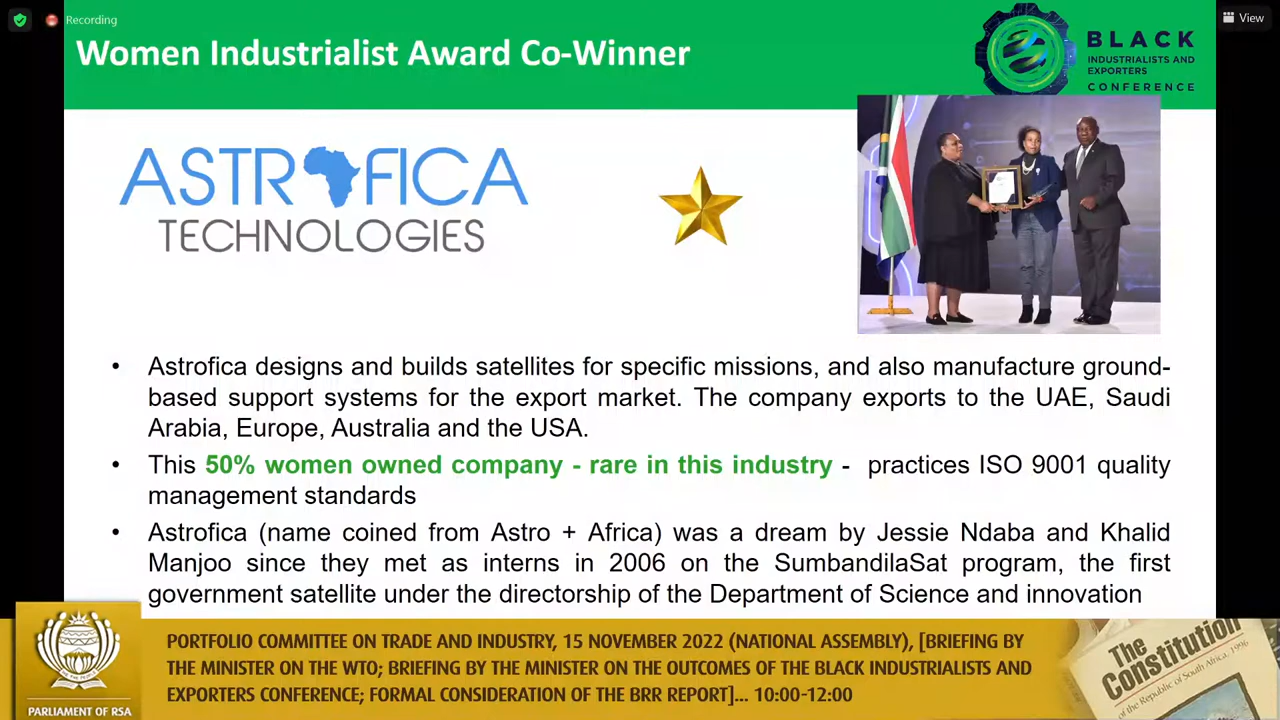 Recording
View
Women Industrialist Award Co-Winner
BLACK
INDUSTRIALISTS AND
EXPORTERS
CONFERENCE
ASTROFICA
TECHNOLOGIES
• Astrofica designs and builds satellites for specific missions, and also manufacture ground-
based support systems for the export market. The company exports to the UAE, Saudi
Arabia, Europe, Australia and the USA.
• This 50% women owned company - rare in this industry - practices ISO 9001 quality
management standards
• Astrofica (name coined from Astro + Africa) was a dream by Jessie Ndaba and Khalid
Manjoo since they met as interns in 2006 on the SumbandilaSat program, the first
government satellite under the directorship of the Department of Science and innovation
PORTFOLIO COMMITTEE ON TRADE AND INDUSTRY, 15 NOVEMBER 2022 (NATIONAL ASSEMBLY), [BRIEFING BY
THE MINISTER ON THE WTO; BRIEFING BY THE MINISTER ON THE OUTCOMES OF THE BLACK INDUSTRIALISTS AND
EXPORTERS CONFERENCE; FORMAL CONSIDERATION OF THE BRR REPORT]... 10:00-12:00
PARLIAMENT OF RSA
The
Constitution
of the Republic of South Africa, 1996